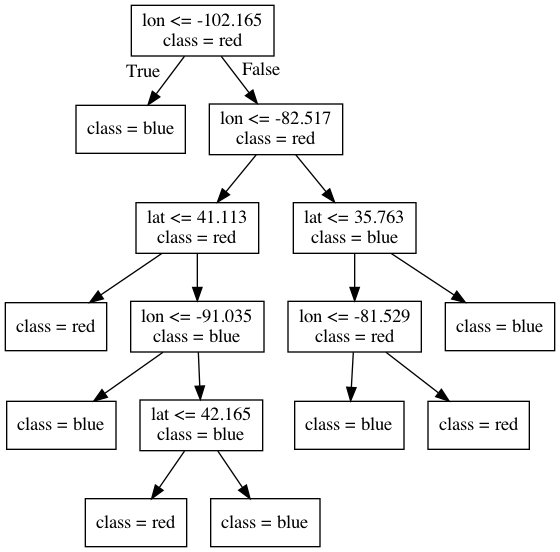 lon <= -102.165
class = red
True
False
class = blue
lon <= -82.517
class = red
lat <= 41.113
class = red
lat <= 35.763
class = blue
class = red
lon <= -91.035
class = blue
lon <= -81.529
class = red
class = blue
class = blue
lat <= 42.165
class = blue
class = blue
class = red
class = red
class = blue